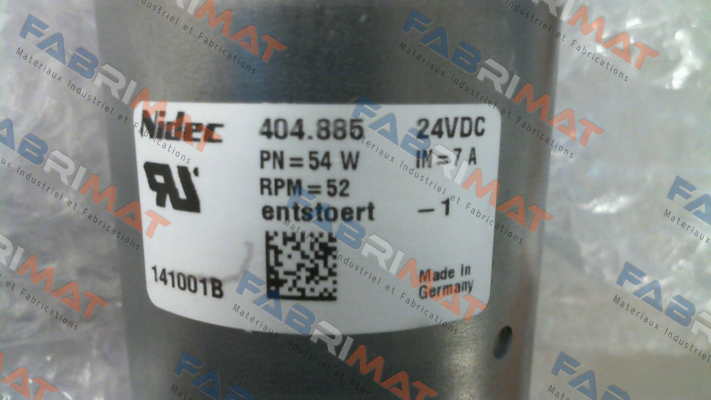 Nidec 404.885 24VDC
PN=54 W IN=7 A
RPM=52
entstoert -1
141001B
Made in
Germany
FABRIMAT
Materiaux Industriel et Fabrications